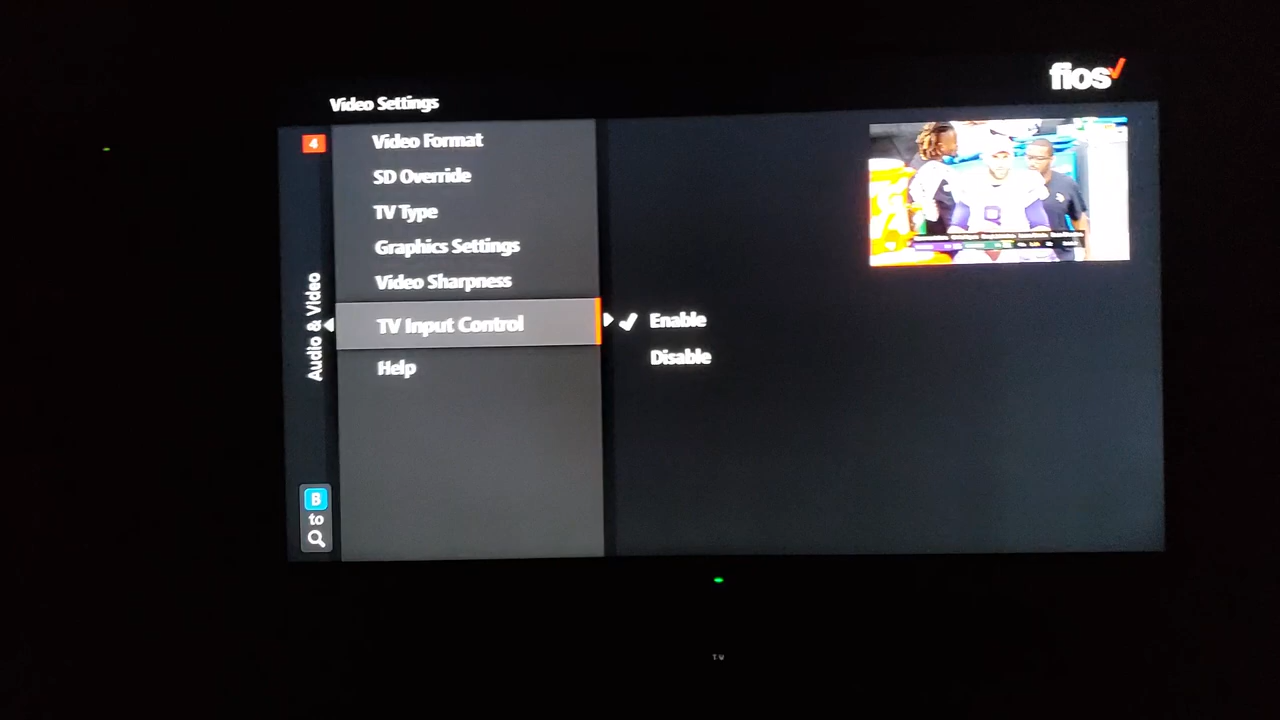 fios
Video Settings
4
Video Format
SD Override
TV Type
Graphics Settings
Video Sharpness
TV Input Control
Help
Enable
Disable
Audio & Video
B
to
8
TV